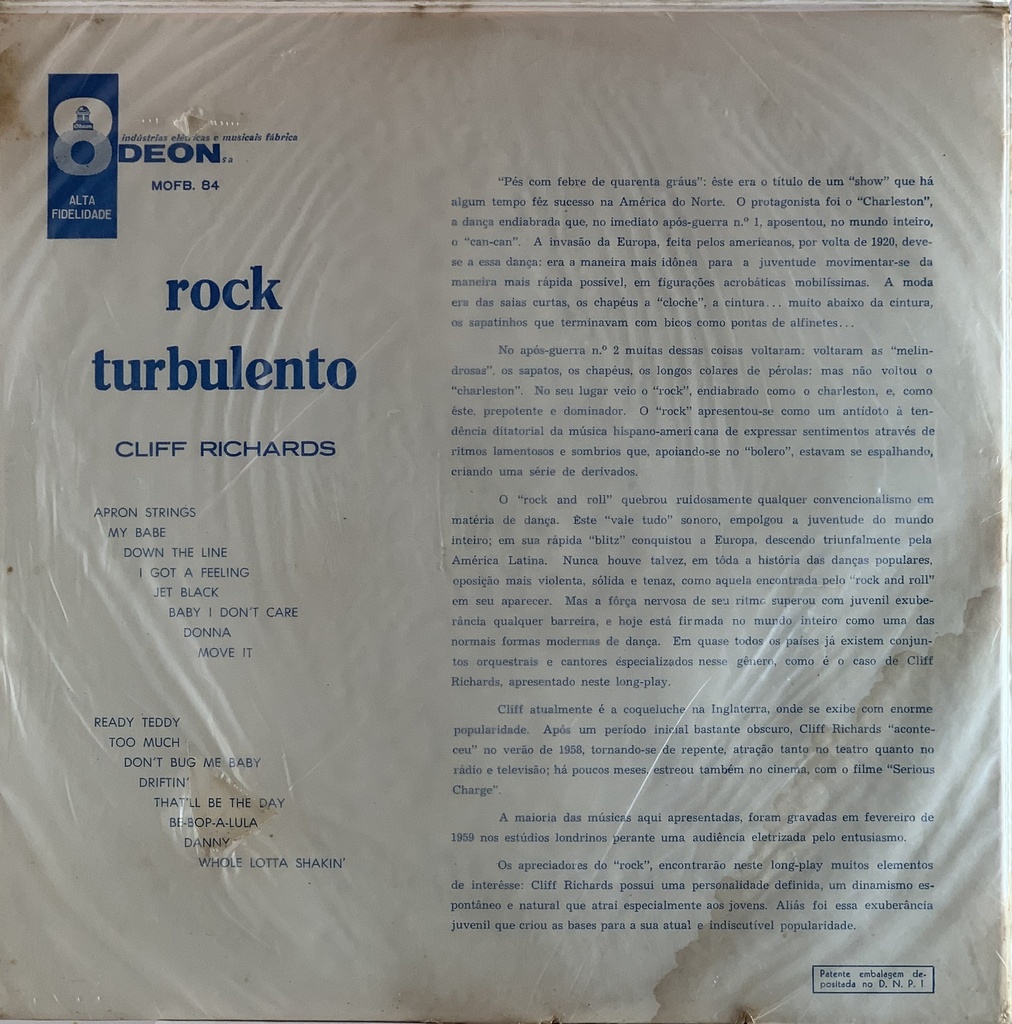 indústrias elétricas e musicais fábrica
ODEON s a
MOFB. 84
ALTA
FIDELIDADE
rock
turbulento
CLIFF RICHARDS
APRON STRINGS
MY BABE
DOWN THE LINE
I GOT A FEELING
JET BLACK
BABY I DON'T CARE
DONNA
MOVE IT
READY TEDDY
TOO MUCH
DON'T BUG ME BABY
DRIFTIN'
THAT'LL BE THE DAY
BE-BOP-A-LULA
DANNY
WHOLE LOTTA SHAKIN'
"Pés com febre de quarenta gráus": êste era o título de um "show" que há
algum tempo fêz sucesso na América do Norte. O protagonista foi o "Charleston",
a dança endiabrada que, no imediato após-guerra n.º 1, aposentou, no mundo inteiro,
o "can-can". A invasão da Europa, feita pelos americanos, por volta de 1920, deve-
se a essa dança: era a maneira mais idônea para a juventude movimentar-se da
maneira mais rápida possível, em figurações acrobáticas mobilíssimas. A moda
era das saias curtas, os chapéus a "cloche", a cintura... muito abaixo da cintura,
os sapatinhos que terminavam com bicos como pontas de alfinetes...
No após-guerra n.º 2 muitas dessas coisas voltaram: voltaram as "melin-
drosas", os sapatos, os chapéus, os longos colares de pérolas: mas não voltou o
"charleston". No seu lugar veio o "rock", endiabrado como o charleston, e, como
êste, prepotente e dominador. O "rock" apresentou-se como um antídoto à ten-
dência ditatorial da música hispano-americana de expressar sentimentos através de
ritmos lamentosos e sombrios que, apoiando-se no "bolero", estavam se espalhando,
criando uma série de derivados.
O "rock and roll" quebrou ruidosamente qualquer convencionalismo em
matéria de dança. Êste "vale tudo" sonoro, empolgou a juventude do mundo
inteiro; em sua rápida "blitz" conquistou a Europa, descendo triunfalmente pela
América Latina. Nunca houve talvez, em tôda a história das danças populares,
oposição mais violenta, sólida e tenaz, como aquela encontrada pelo "rock and roll"
em seu aparecer. Mas a fôrça nervosa de seu ritmo superou com juvenil exube-
rância qualquer barreira, e hoje está firmada no mundo inteiro como uma das
normais formas modernas de dança. Em quase todos os países já existem conjun-
tos orquestrais e cantores éspecializados nesse gênero, como é o caso de Cliff
Richards, apresentado neste long-play.
Cliff atualmente é a coqueluche na Inglaterra, onde se exibe com enorme
popularidade. Após um período inicial bastante obscuro, Cliff Richards "aconte-
ceu" no verão de 1958, tornando-se de repente, atração tanto no teatro quanto no
rádio e televisão; há poucos meses, estreou também no cinema, com o filme "Serious
Charge".
A maioria das músicas aqui apresentadas, foram gravadas em fevereiro de
1959 nos estúdios londrinos perante uma audiência eletrizada pelo entusiasmo.
Os apreciadores do "rock", encontrarão neste long-play muitos elementos
de interêsse: Cliff Richards possui uma personalidade definida, um dinamismo es-
pontâneo e natural que atrai especialmente aos jovens. Aliás foi essa exuberância
juvenil que criou as bases para a sua atual e indiscutível popularidade.
Patente embalagem de-
positada no D. N. P. I